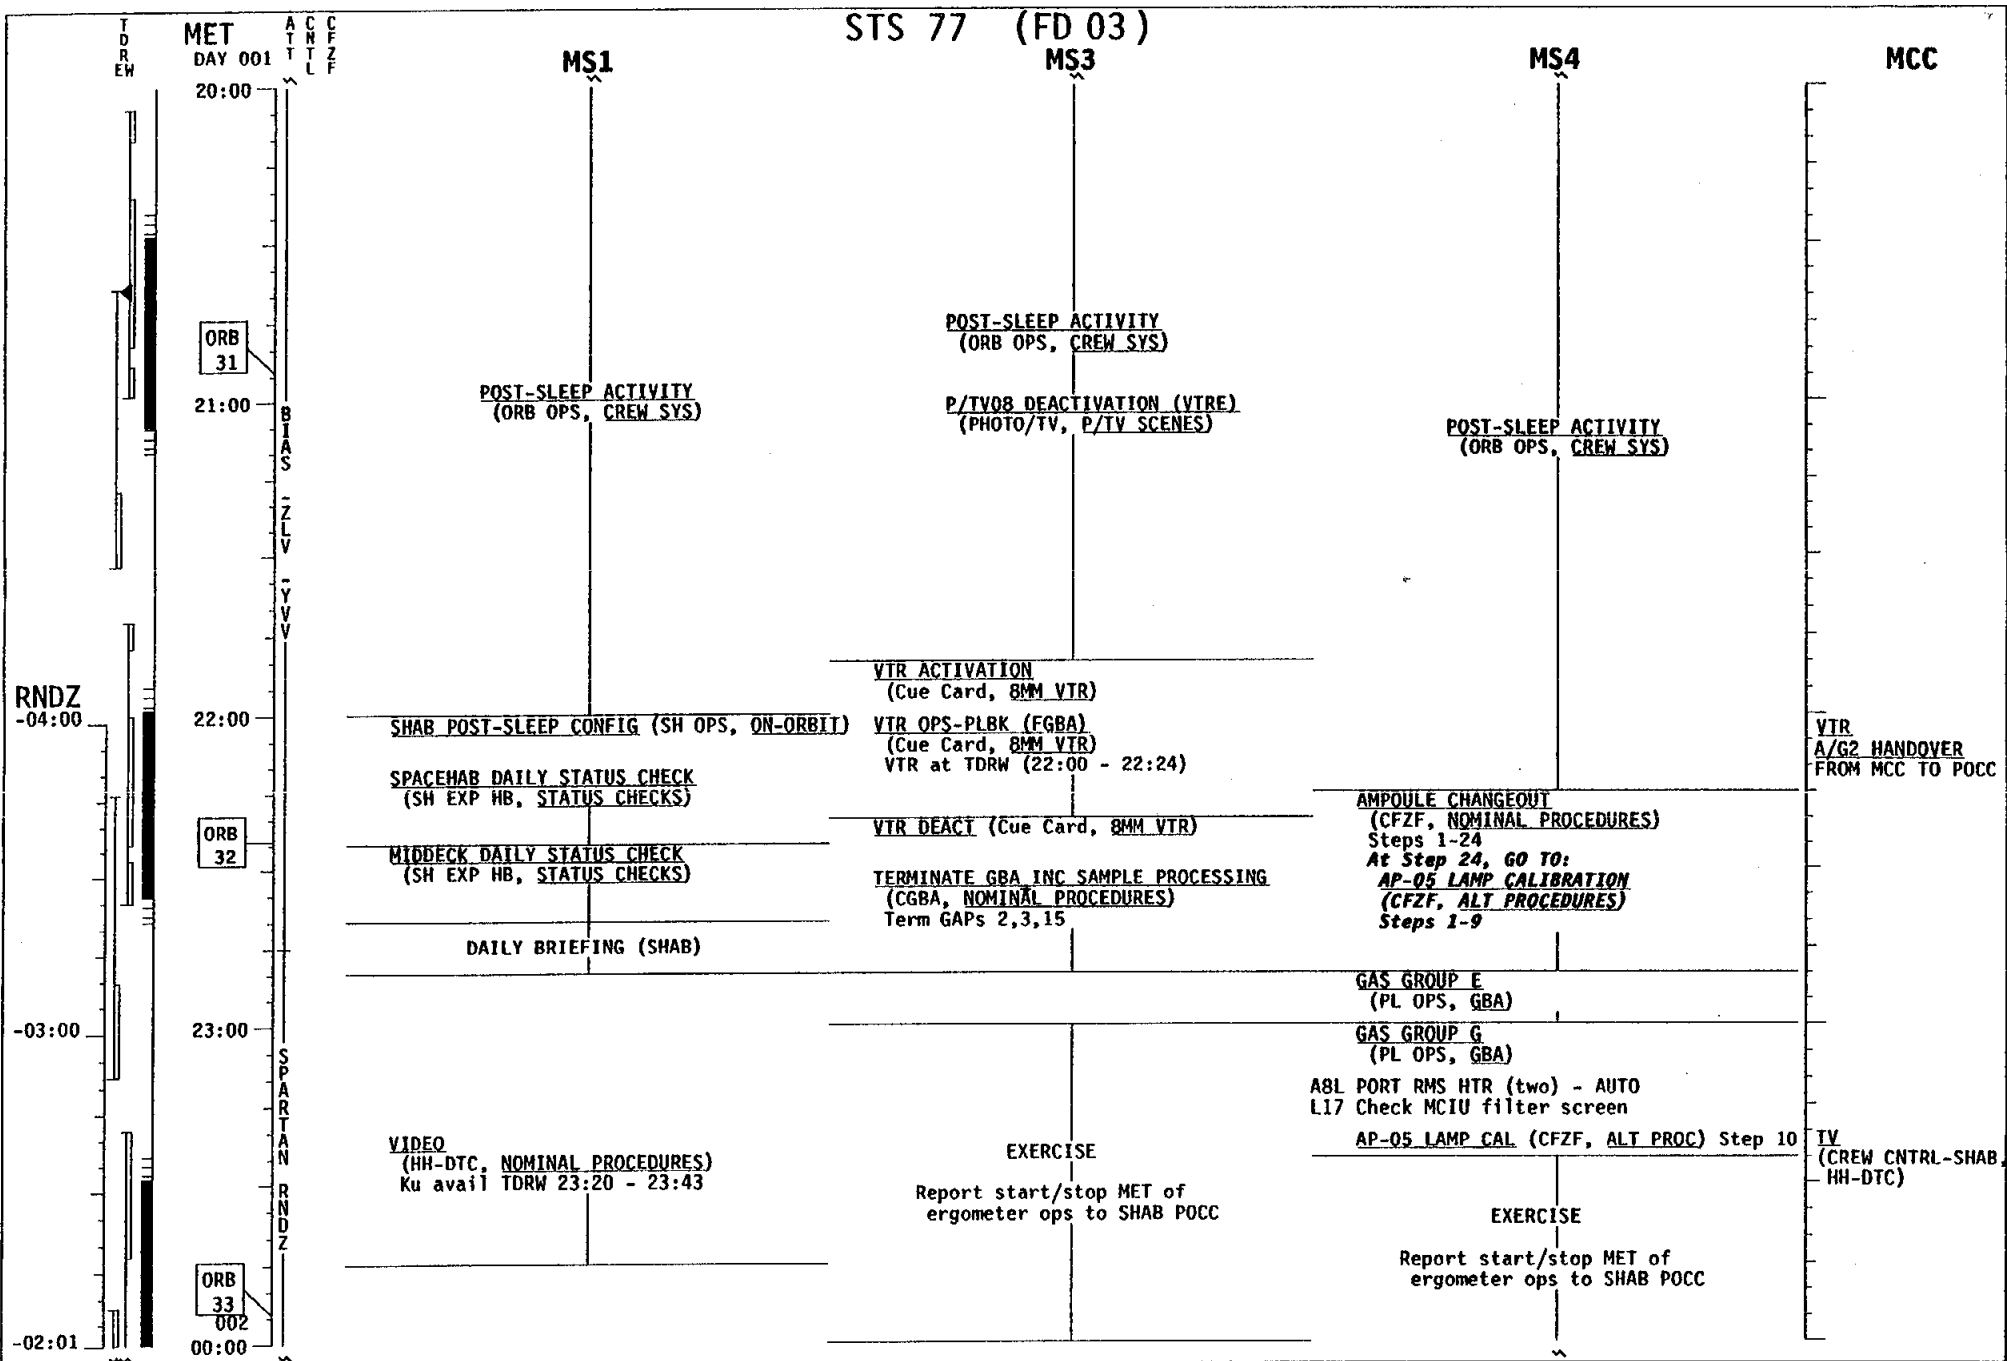 STS 77 (FD 03)
TDREW
MET
DAY 001
ATT
CNTL
CFZF
MS1
MS3
MS4
MCC
20:00
ORB
31
21:00
BIAS -ZLV -YVV
RNDZ
-04:00
22:00
ORB
32
-03:00
23:00
SPARTAN RNDZ
ORB
33
002
-02:01
00:00
POST-SLEEP ACTIVITY
(ORB OPS, CREW SYS)
SHAB POST-SLEEP CONFIG (SH OPS, ON-ORBIT)
SPACEHAB DAILY STATUS CHECK
(SH EXP HB, STATUS CHECKS)
MIDDECK DAILY STATUS CHECK
(SH EXP HB, STATUS CHECKS)
DAILY BRIEFING (SHAB)
VIDEO
(HH-DTC, NOMINAL PROCEDURES)
Ku avail TDRW 23:20 - 23:43
POST-SLEEP ACTIVITY
(ORB OPS, CREW SYS)
P/TV08 DEACTIVATION (VTRE)
(PHOTO/TV, P/TV SCENES)
VTR ACTIVATION
(Cue Card, 8MM VTR)
VTR OPS-PLBK (FGBA)
(Cue Card, 8MM VTR)
VTR at TDRW (22:00 - 22:24)
VTR DEACT (Cue Card, 8MM VTR)
TERMINATE GBA INC SAMPLE PROCESSING
(CGBA, NOMINAL PROCEDURES)
Term GAPs 2,3,15
EXERCISE
Report start/stop MET of
ergometer ops to SHAB POCC
POST-SLEEP ACTIVITY
(ORB OPS, CREW SYS)
AMPOULE CHANGEOUT
(CFZF, NOMINAL PROCEDURES)
Steps 1-24
At Step 24, GO TO:
AP-05 LAMP CALIBRATION
(CFZF, ALT PROCEDURES)
Steps 1-9
GAS GROUP E
(PL OPS, GBA)
GAS GROUP G
(PL OPS, GBA)
A8L PORT RMS HTR (two) - AUTO
L17 Check MCIU filter screen
AP-05 LAMP CAL (CFZF, ALT PROC) Step 10
EXERCISE
Report start/stop MET of
ergometer ops to SHAB POCC
VTR
A/G2 HANDOVER
FROM MCC TO POCC
TV
(CREW CNTRL-SHAB,
HH-DTC)